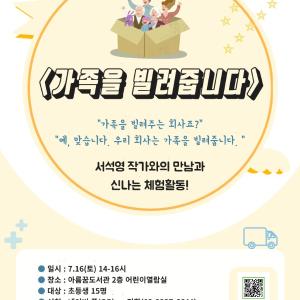 <가족을 빌려줍니다>
"가족을 빌려주는 회사죠?"
"예, 맞습니다. 우리 회사는 가족을 빌려줍니다. "
서석영 작가와의 만남과
신나는 체험활동!
● 일시 : 7.16(토) 14-16시
● 장소 : 아름꿈도서관 2층 어린이열람실
● 대상 : 초등생 15명